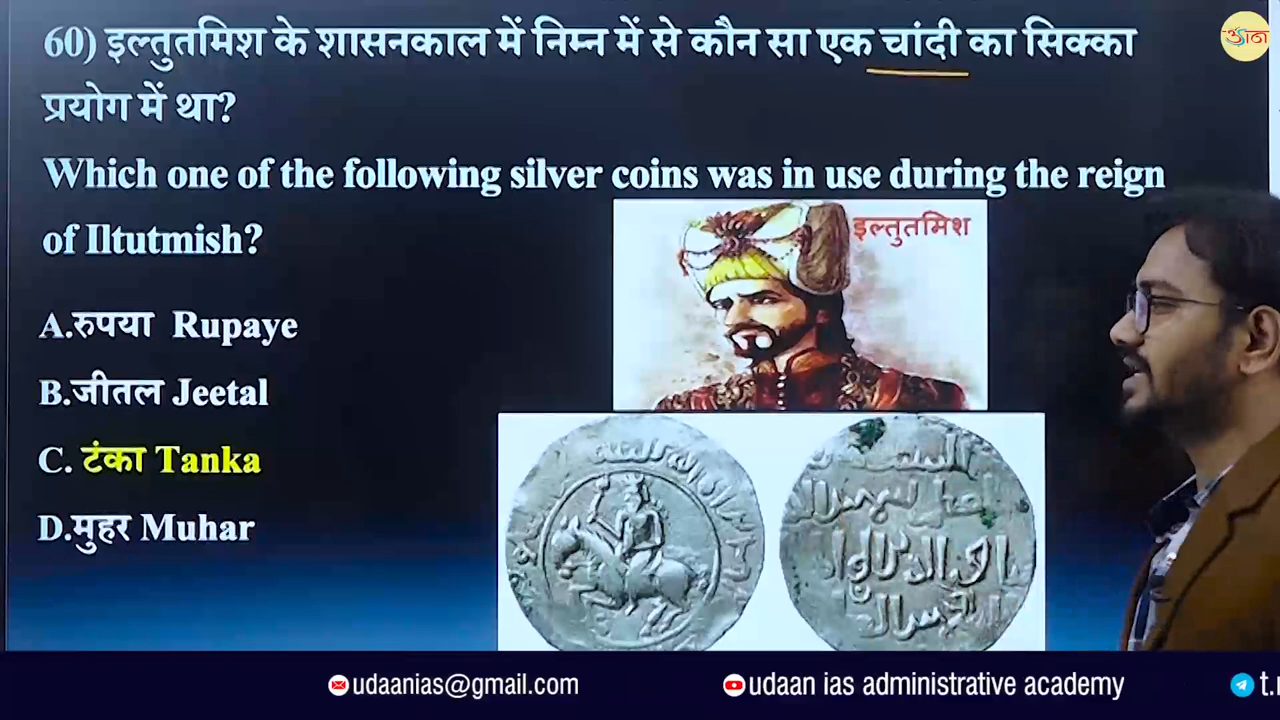 60) इल्तुतमिश के शासनकाल में निम्न में से कौन सा एक चांदी का सिक्का
प्रयोग में था?
Which one of the following silver coins was in use during the reign
of Iltutmish?
इल्तुतमिश
A.रुपया Rupaye
B.जीतल Jeetal
C. टंका Tanka
D.मुहर Muhar
udaanias@gmail.com
udaan ias administrative academy